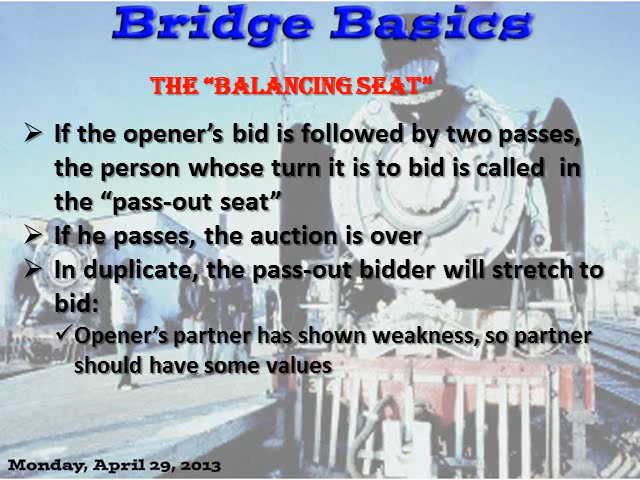 Bridge Basics
THE "BALANCING SEAT"
➢ If the opener's bid is followed by two passes,
the person whose turn it is to bid is called  in
the "pass-out seat"
➢ If he passes, the auction is over
➢ In duplicate, the pass-out bidder will stretch to
bid:
✓Opener's partner has shown weakness, so partner
should have some values
Monday, April 29, 2013